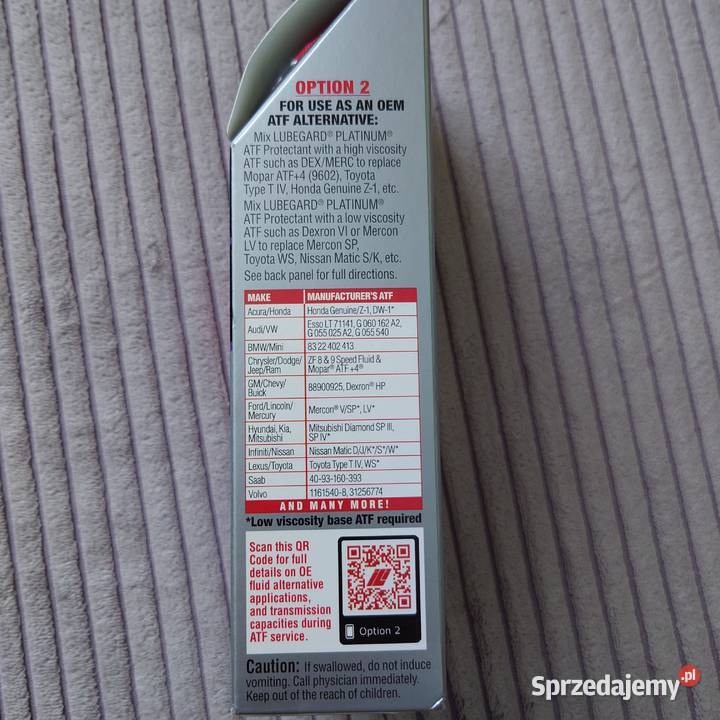 OPTION 2
FOR USE AS AN OEM
ATF ALTERNATIVE:
Mix LUBEGARD® PLATINUM®
ATF Protectant with a high viscosity
ATF such as DEX/MERC to replace
Mopar ATF+4 (9602), Toyota
Type T IV, Honda Genuine Z-1, etc.
Mix LUBEGARD® PLATINUM®
ATF Protectant with a low viscosity
ATF such as Dexron VI or Mercon
LV to replace Mercon SP,
Toyota WS, Nissan Matic S/K, etc.
See back panel for full directions.
MAKE MANUFACTURER'S ATF
Acura/Honda Honda Genuine/Z-1, DW-1*
Audi/VW Esso LT 71141, G 060 162 A2,
G 055 025 A2, G 055 540
BMW/Mini 83 22 402 413
Chrysler/Dodge/ ZF 8 & 9 Speed Fluid &
Jeep/Ram Mopar® ATF +4®
GM/Chevy/ 88900925, Dexron® HP
Buick
Ford/Lincoln/ Mercon® V/SP*, LV*
Mercury
Hyundai, Kia, Mitsubishi Diamond SP III,
Mitsubishi SP IV*
Infiniti/Nissan Nissan Matic D/J/K*/S*/W*
Lexus/Toyota Toyota Type T IV, WS*
Saab 40-93-160-393
Volvo 1161540-8, 31256774
AND MANY MORE!
*Low viscosity base ATF required
Scan this QR
Code for full
details on OE
fluid alternative
applications,
and transmission
capacities during
ATF service.
Option 2
Caution: If swallowed, do not induce
vomiting. Call physician immediately.
Keep out of the reach of children.
Sprzedajemy.pl